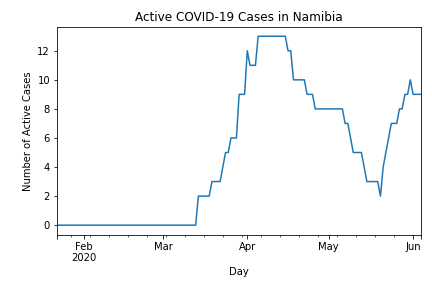 Active COVID-19 Cases in Namibia
Number of Active Cases
12
10
8
6
4
2
0
Feb
2020
Mar
Apr
May
Jun
Day